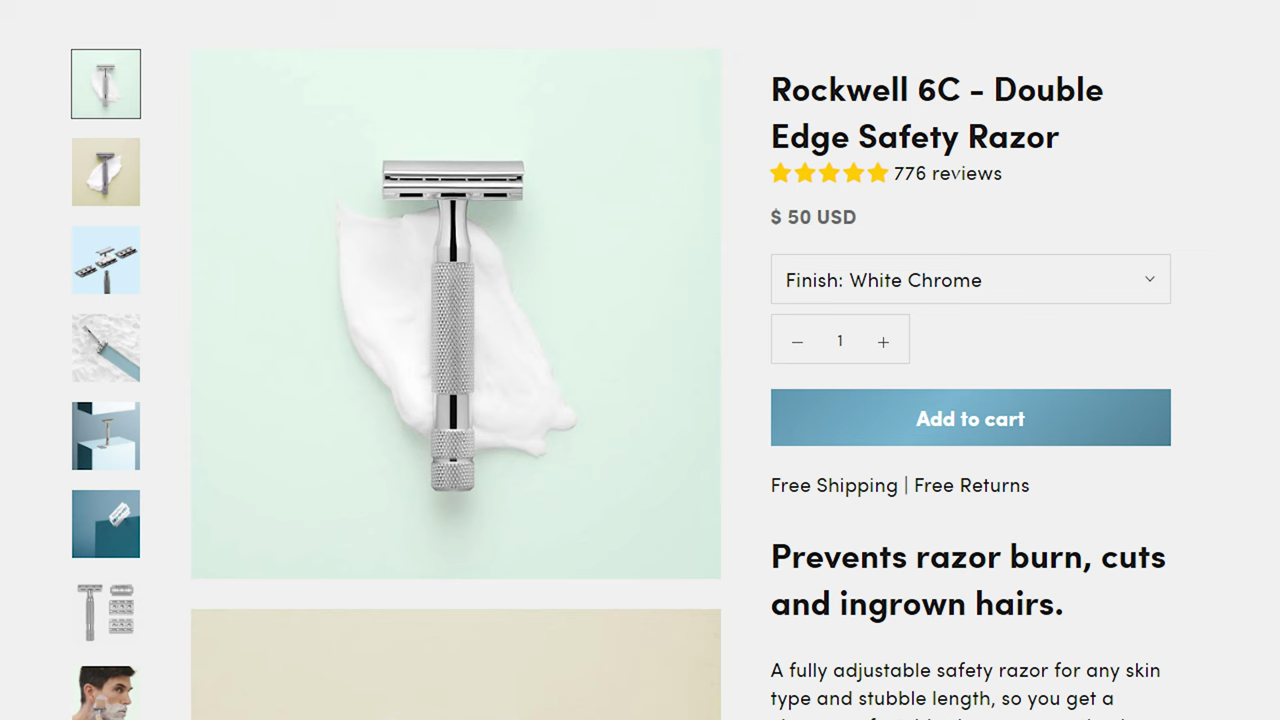 Rockwell 6C - Double
Edge Safety Razor
776 reviews
$ 50 USD
Finish: White Chrome
1
Add to cart
Free Shipping | Free Returns
Prevents razor burn, cuts
and ingrown hairs.
A fully adjustable safety razor for any skin
type and stubble length, so you get a